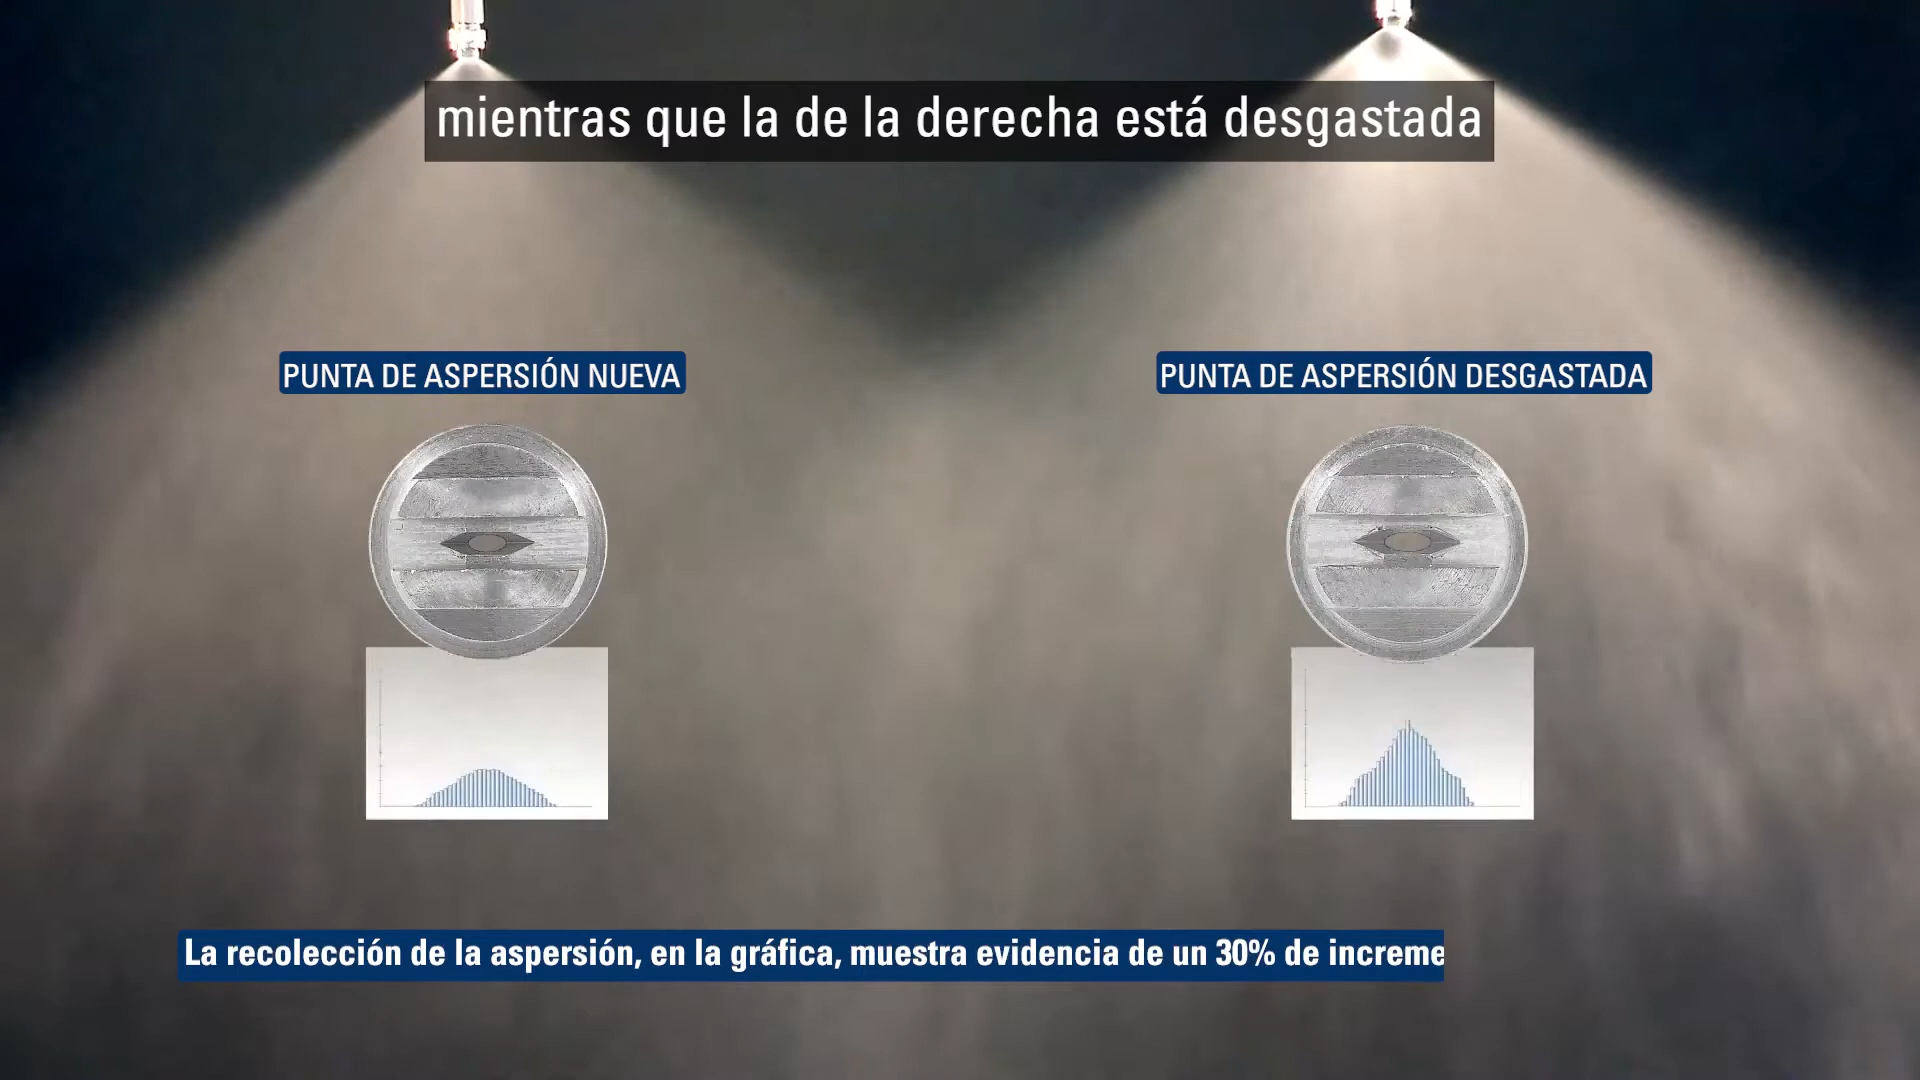 mientras que la de la derecha está desgastada
PUNTA DE ASPERSIÓN NUEVA
PUNTA DE ASPERSIÓN DESGASTADA
La recolección de la aspersión, en la gráfica, muestra evidencia de un 30% de increme